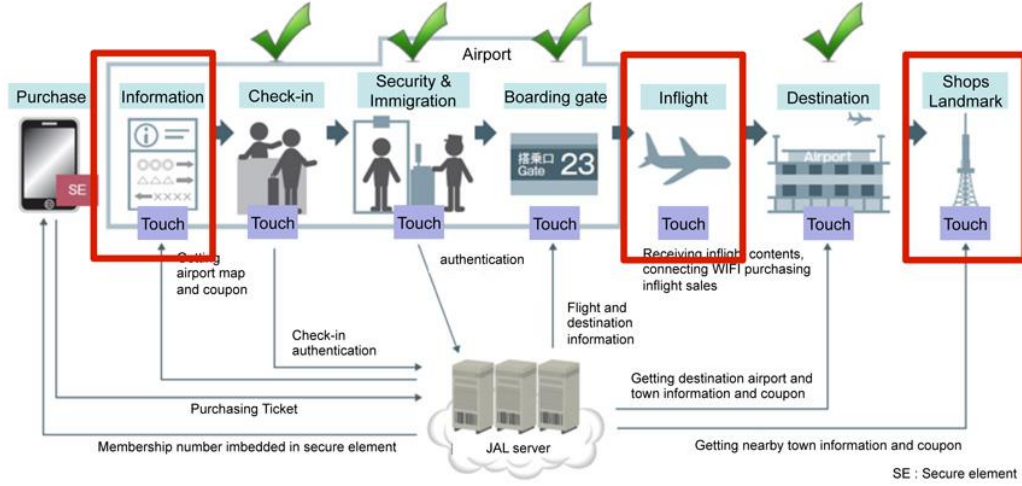 Airport
Purchase
Information
Check-in
Security &
Immigration
Boarding gate
Inflight
Destination
Shops
Landmark
SE
搭乗口
Gate 23
Airport
Touch
Touch
Touch
Touch
Touch
Touch
Touch
Getting
airport map
and coupon
authentication
Receiving inflight contents,
connecting WIFI purchasing
inflight sales
Flight and
destination
information
Check-in
authentication
Getting destination airport and
town information and coupon
Purchasing Ticket
Membership number imbedded in secure element
JAL server
Getting nearby town information and coupon
SE : Secure element